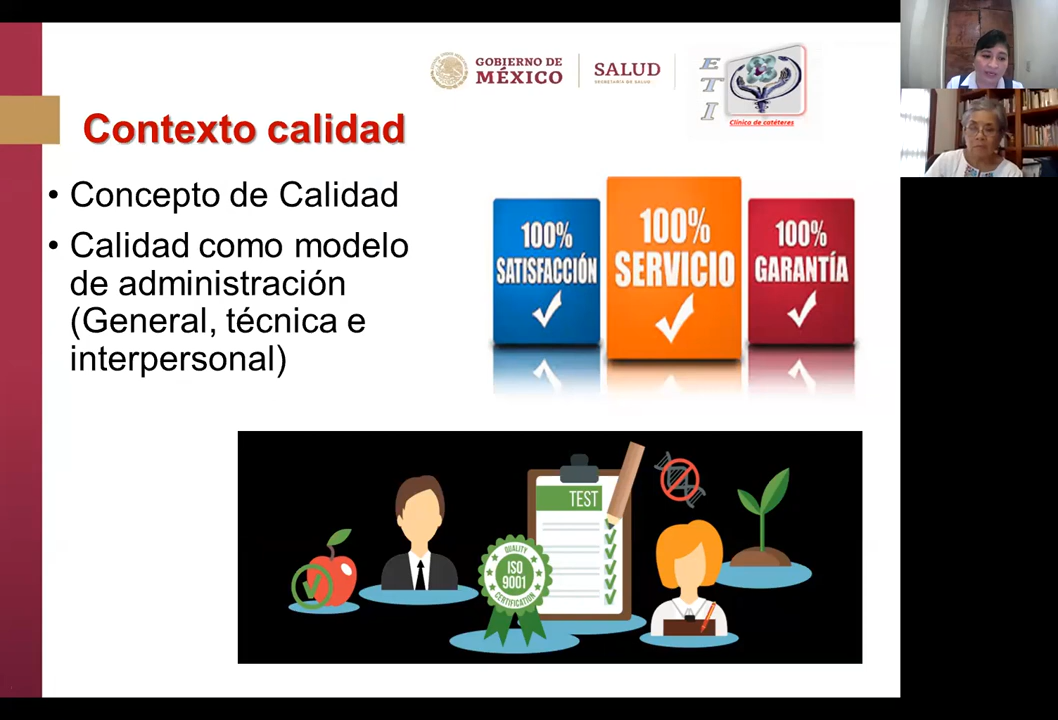 GOBIERNO DE
MÉXICO
SALUD
SECRETARÍA DE SALUD
ETI
Clínica de catéteres
Contexto calidad
• Concepto de Calidad
• Calidad como modelo
de administración
(General, técnica e
interpersonal)
100%
SATISFACCIÓN
100%
SERVICIO
100%
GARANTÍA
TEST
QUALITY
ISO
9001
CERTIFICATION